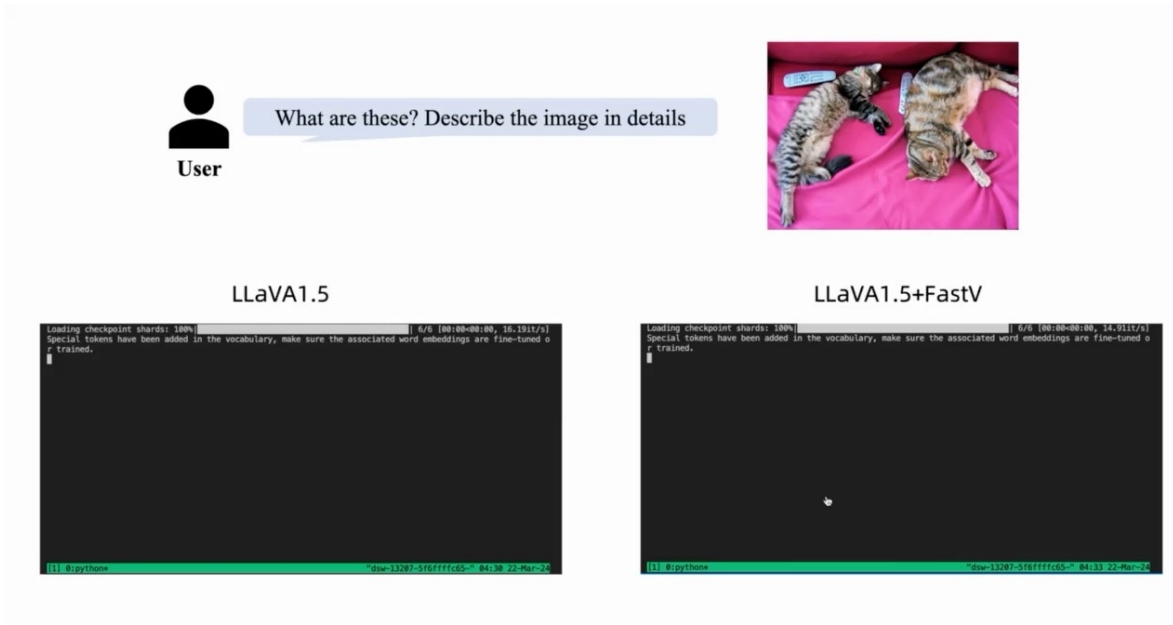 What are these? Describe the image in details
User
LLaVA1.5
Loading checkpoint shards: 100%| | 6/6 [00:00<00:00, 16.19it/s]
Special tokens have been added in the vocabulary, make sure the associated word embeddings are fine-tuned o
r trained.
[1] 0:python* "dsw-13207-5f6ffffc65-" 04:30 22-Mar-24
LLaVA1.5+FastV
Loading checkpoint shards: 100%| | 6/6 [00:00<00:00, 14.91it/s]
Special tokens have been added in the vocabulary, make sure the associated word embeddings are fine-tuned o
r trained.
[1] 0:python* "dsw-13207-5f6ffffc65-" 04:33 22-Mar-24